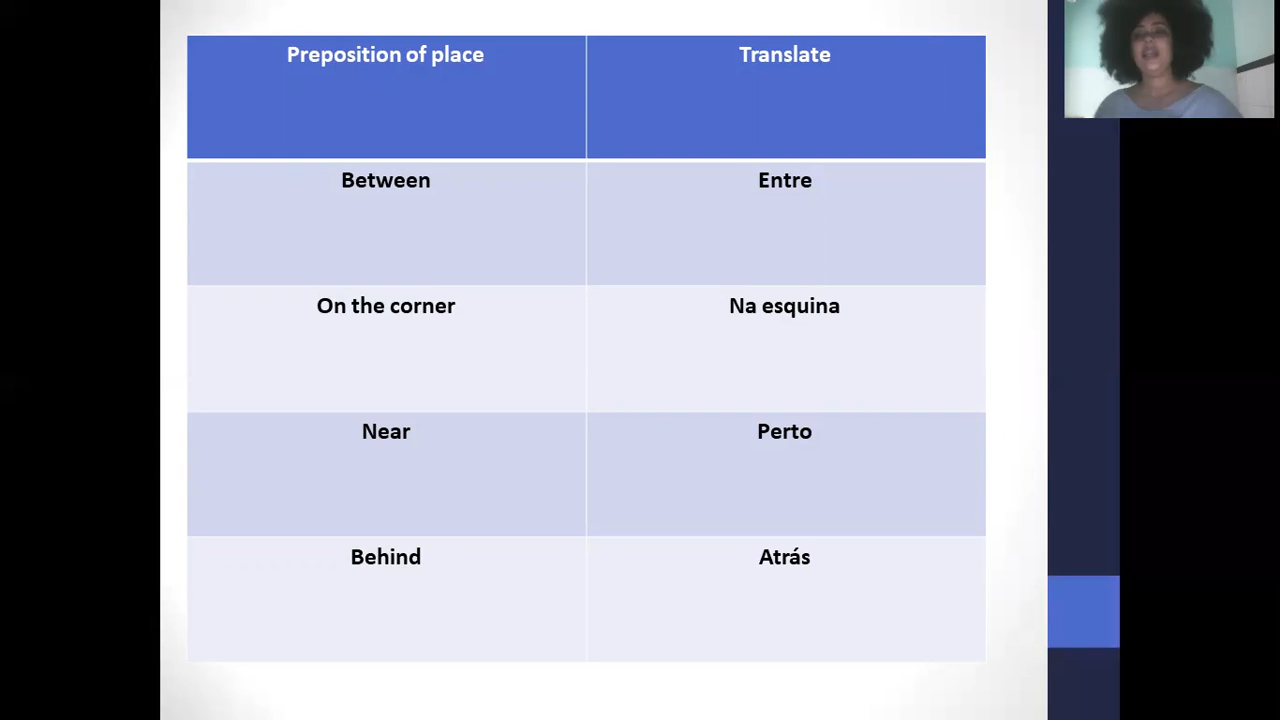 Preposition of place
Translate
Between
Entre
On the corner
Na esquina
Near
Perto
Behind
Atrás